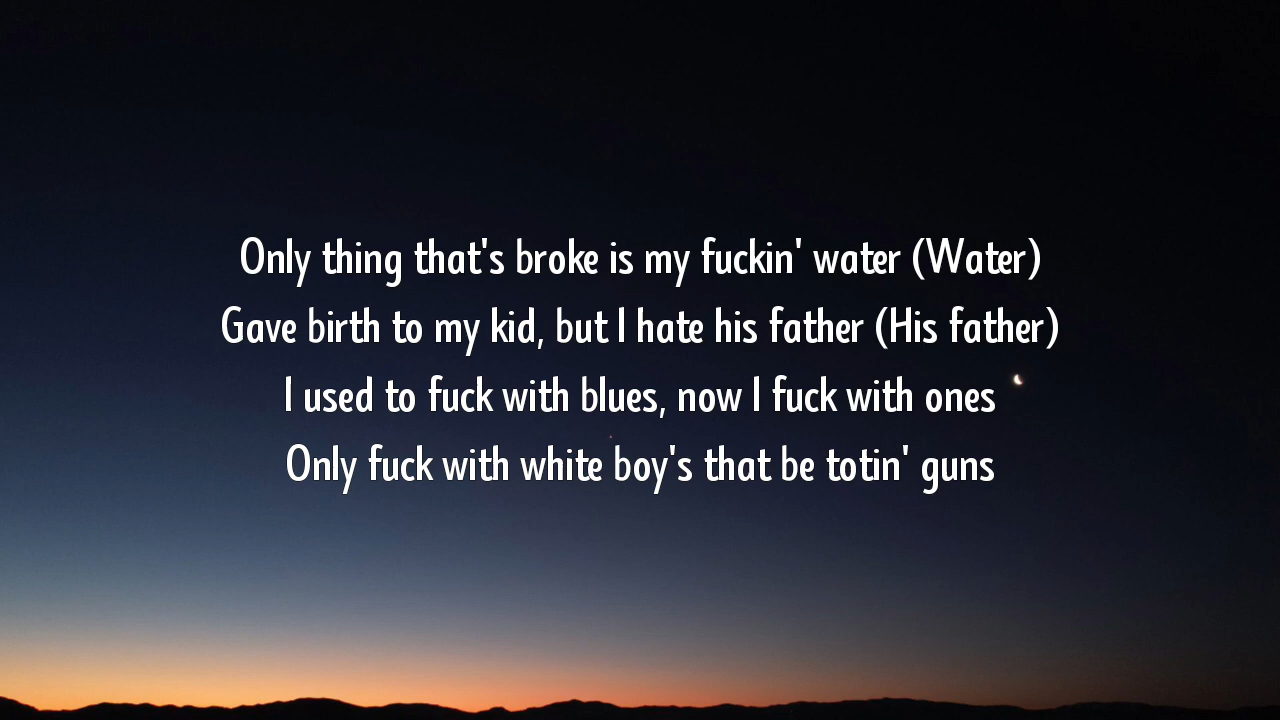 Only thing that's broke is my fuckin' water (Water)
Gave birth to my kid, but I hate his father (His father)
I used to fuck with blues, now I fuck with ones
Only fuck with white boy's that be totin' guns